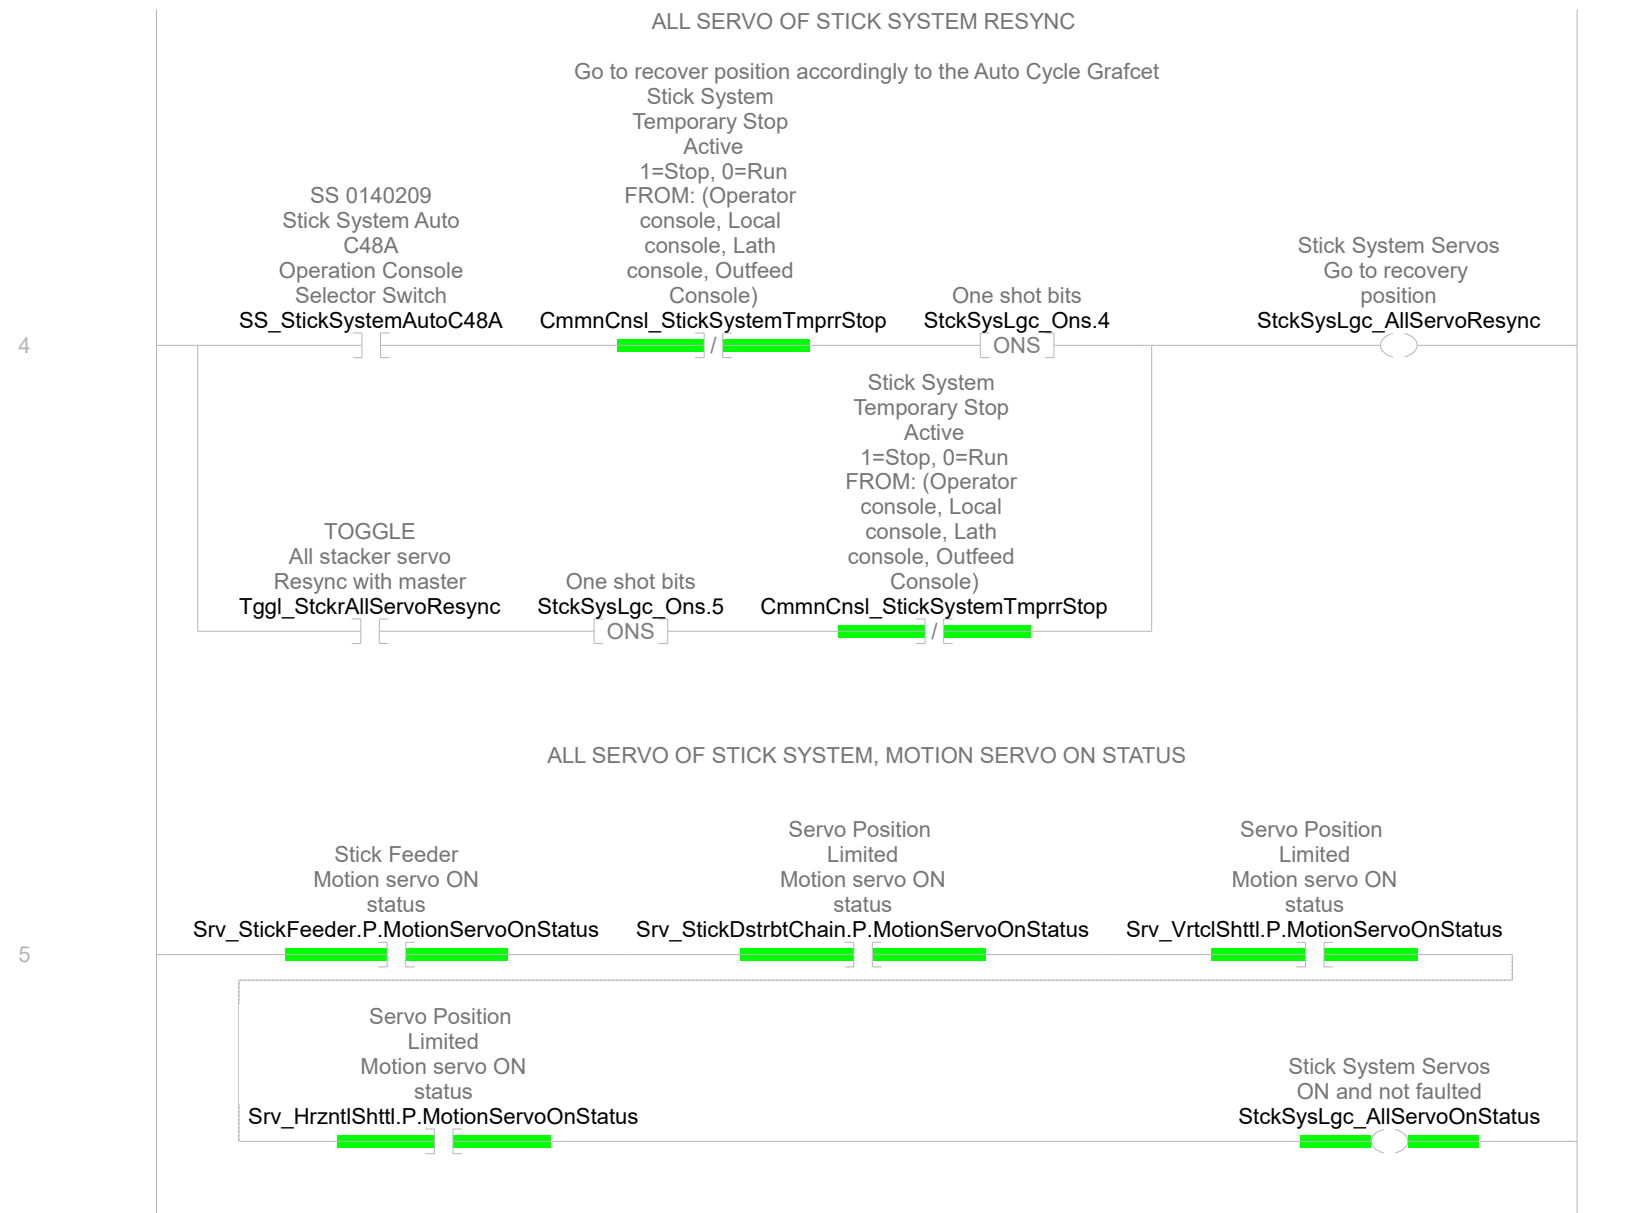 ALL SERVO OF STICK SYSTEM RESYNC
Go to recover position accordingly to the Auto Cycle Grafcet
SS 0140209
Stick System Auto
C48A
Operation Console
Selector Switch
SS_StickSystemAutoC48A
Stick System
Temporary Stop
Active
1=Stop, 0=Run
FROM: (Operator
console, Local
console, Lath
console, Outfeed
Console)
CmmnCnsl_StickSystemTmprrStop
/
One shot bits
StckSysLgc_Ons.4
ONS
Stick System Servos
Go to recovery
position
StckSysLgc_AllServoResync
4
TOGGLE
All stacker servo
Resync with master
Tggl_StckrAllServoResync
One shot bits
StckSysLgc_Ons.5
ONS
Stick System
Temporary Stop
Active
1=Stop, 0=Run
FROM: (Operator
console, Local
console, Lath
console, Outfeed
Console)
CmmnCnsl_StickSystemTmprrStop
/
ALL SERVO OF STICK SYSTEM, MOTION SERVO ON STATUS
Stick Feeder
Motion servo ON
status
Srv_StickFeeder.P.MotionServoOnStatus
Servo Position
Limited
Motion servo ON
status
Srv_StickDstrbtChain.P.MotionServoOnStatus
Servo Position
Limited
Motion servo ON
status
Srv_VrtclShttl.P.MotionServoOnStatus
5
Servo Position
Limited
Motion servo ON
status
Srv_HrzntlShttl.P.MotionServoOnStatus
Stick System Servos
ON and not faulted
StckSysLgc_AllServoOnStatus